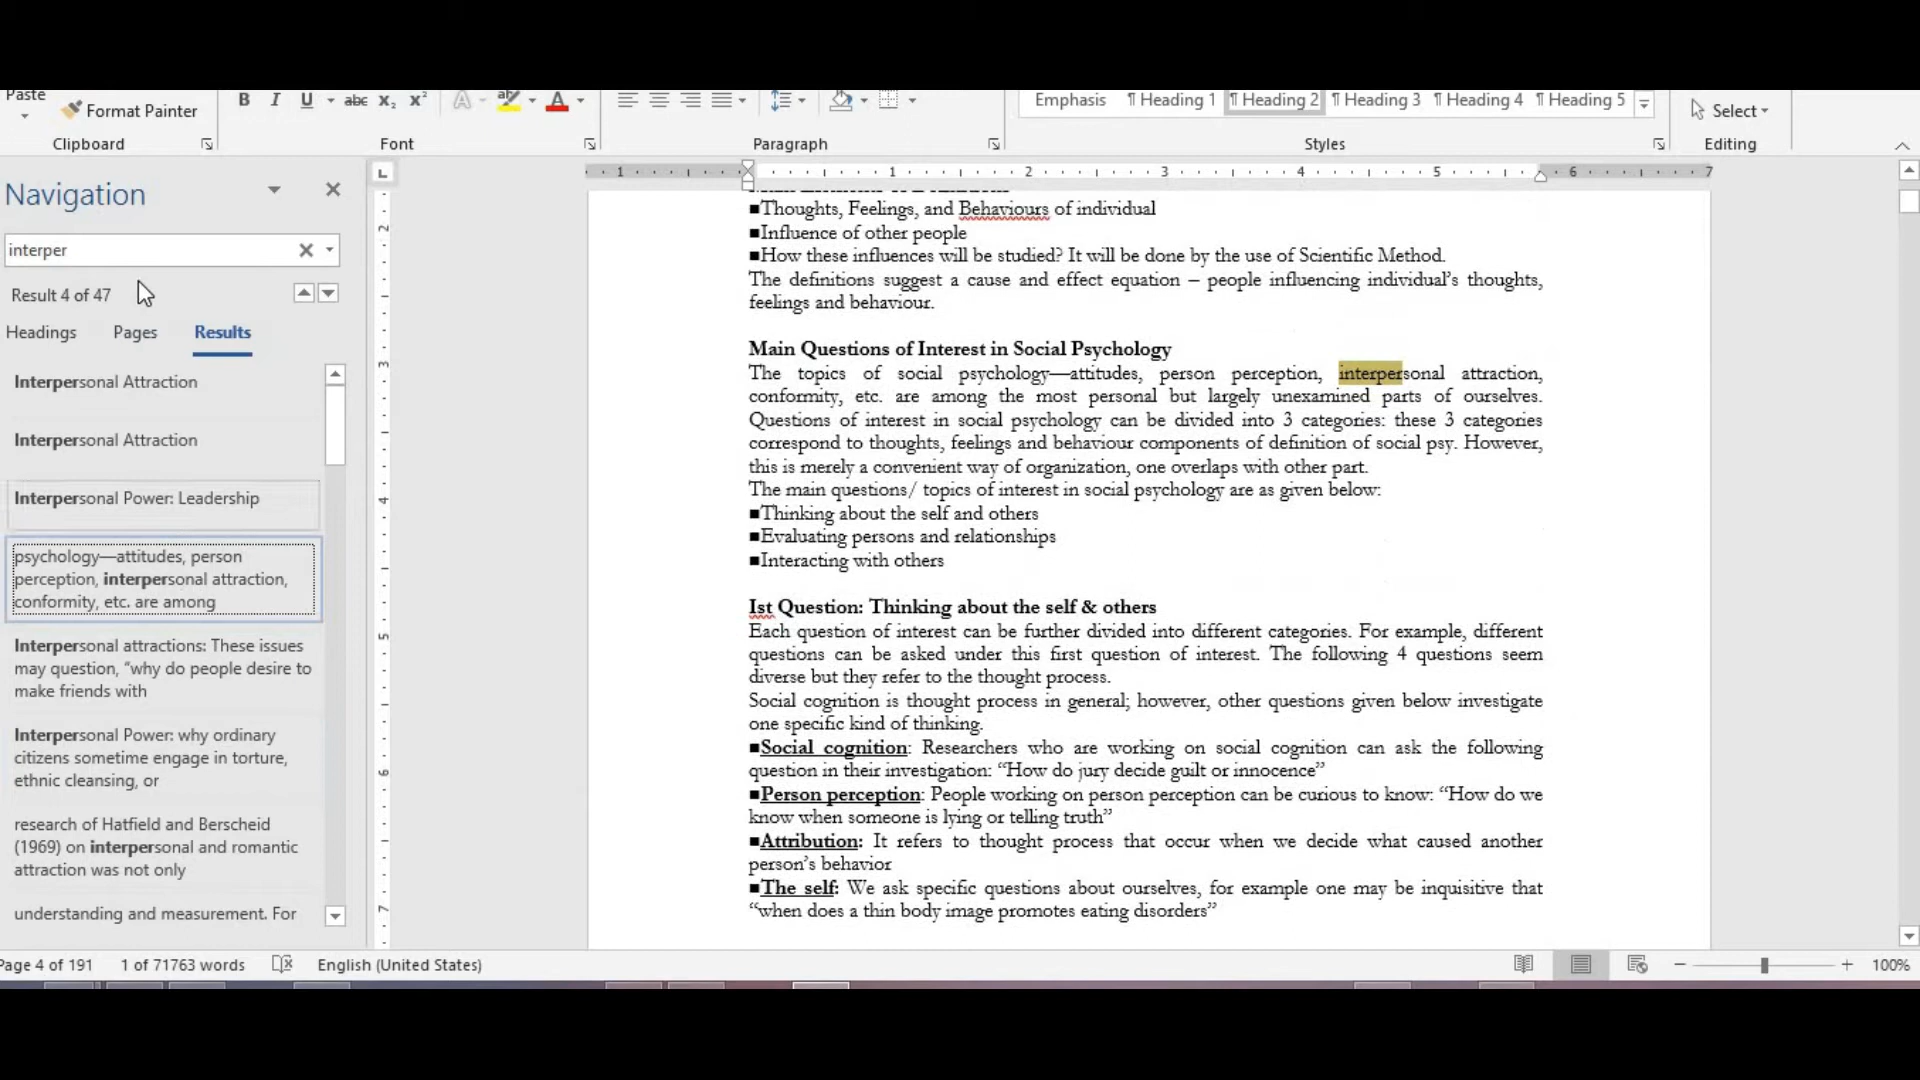 Paste
Format Painter
B I U abc X₂ X² A ab A
Emphasis ¶ Heading 1 ¶ Heading 2 ¶ Heading 3 ¶ Heading 4 ¶ Heading 5
Select
Clipboard Font Paragraph Styles Editing
Navigation
interper
Result 4 of 47
Headings Pages Results
Interpersonal Attraction
Interpersonal Attraction
Interpersonal Power: Leadership
psychology—attitudes, person
perception, interpersonal attraction,
conformity, etc. are among
Interpersonal attractions: These issues
may question, “why do people desire to
make friends with
Interpersonal Power: why ordinary
citizens sometime engage in torture,
ethnic cleansing, or
research of Hatfield and Berscheid
(1969) on interpersonal and romantic
attraction was not only
understanding and measurement. For
L
1 1 2 3 4 5 6 7
2
3
4
5
6
7
■Thoughts, Feelings, and Behaviours of individual
■Influence of other people
■How these influences will be studied? It will be done by the use of Scientific Method.
The definitions suggest a cause and effect equation – people influencing individual’s thoughts,
feelings and behaviour.
Main Questions of Interest in Social Psychology
The topics of social psychology—attitudes, person perception, interpersonal attraction,
conformity, etc. are among the most personal but largely unexamined parts of ourselves.
Questions of interest in social psychology can be divided into 3 categories: these 3 categories
correspond to thoughts, feelings and behaviour components of definition of social psy. However,
this is merely a convenient way of organization, one overlaps with other part.
The main questions/ topics of interest in social psychology are as given below:
■Thinking about the self and others
■Evaluating persons and relationships
■Interacting with others
Ist Question: Thinking about the self & others
Each question of interest can be further divided into different categories. For example, different
questions can be asked under this first question of interest. The following 4 questions seem
diverse but they refer to the thought process.
Social cognition is thought process in general; however, other questions given below investigate
one specific kind of thinking.
■Social cognition: Researchers who are working on social cognition can ask the following
question in their investigation: “How do jury decide guilt or innocence”
■Person perception: People working on person perception can be curious to know: “How do we
know when someone is lying or telling truth”
■Attribution: It refers to thought process that occur when we decide what caused another
person’s behavior
■The self: We ask specific questions about ourselves, for example one may be inquisitive that
“when does a thin body image promotes eating disorders”
Page 4 of 191 1 of 71763 words English (United States) 100%